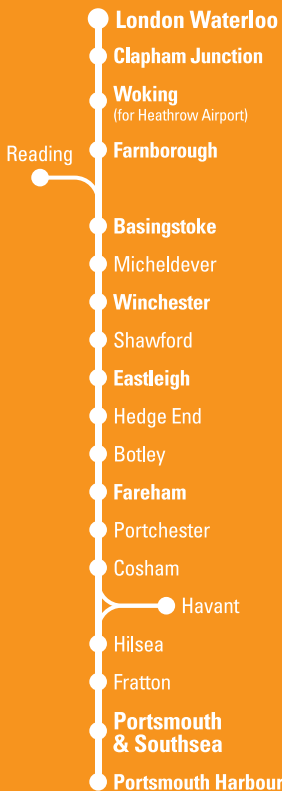 London Waterloo
Clapham Junction
Woking
(for Heathrow Airport)
Reading
Farnborough
Basingstoke
Micheldever
Winchester
Shawford
Eastleigh
Hedge End
Botley
Fareham
Portchester
Cosham
Havant
Hilsea
Fratton
Portsmouth
& Southsea
Portsmouth Harbour